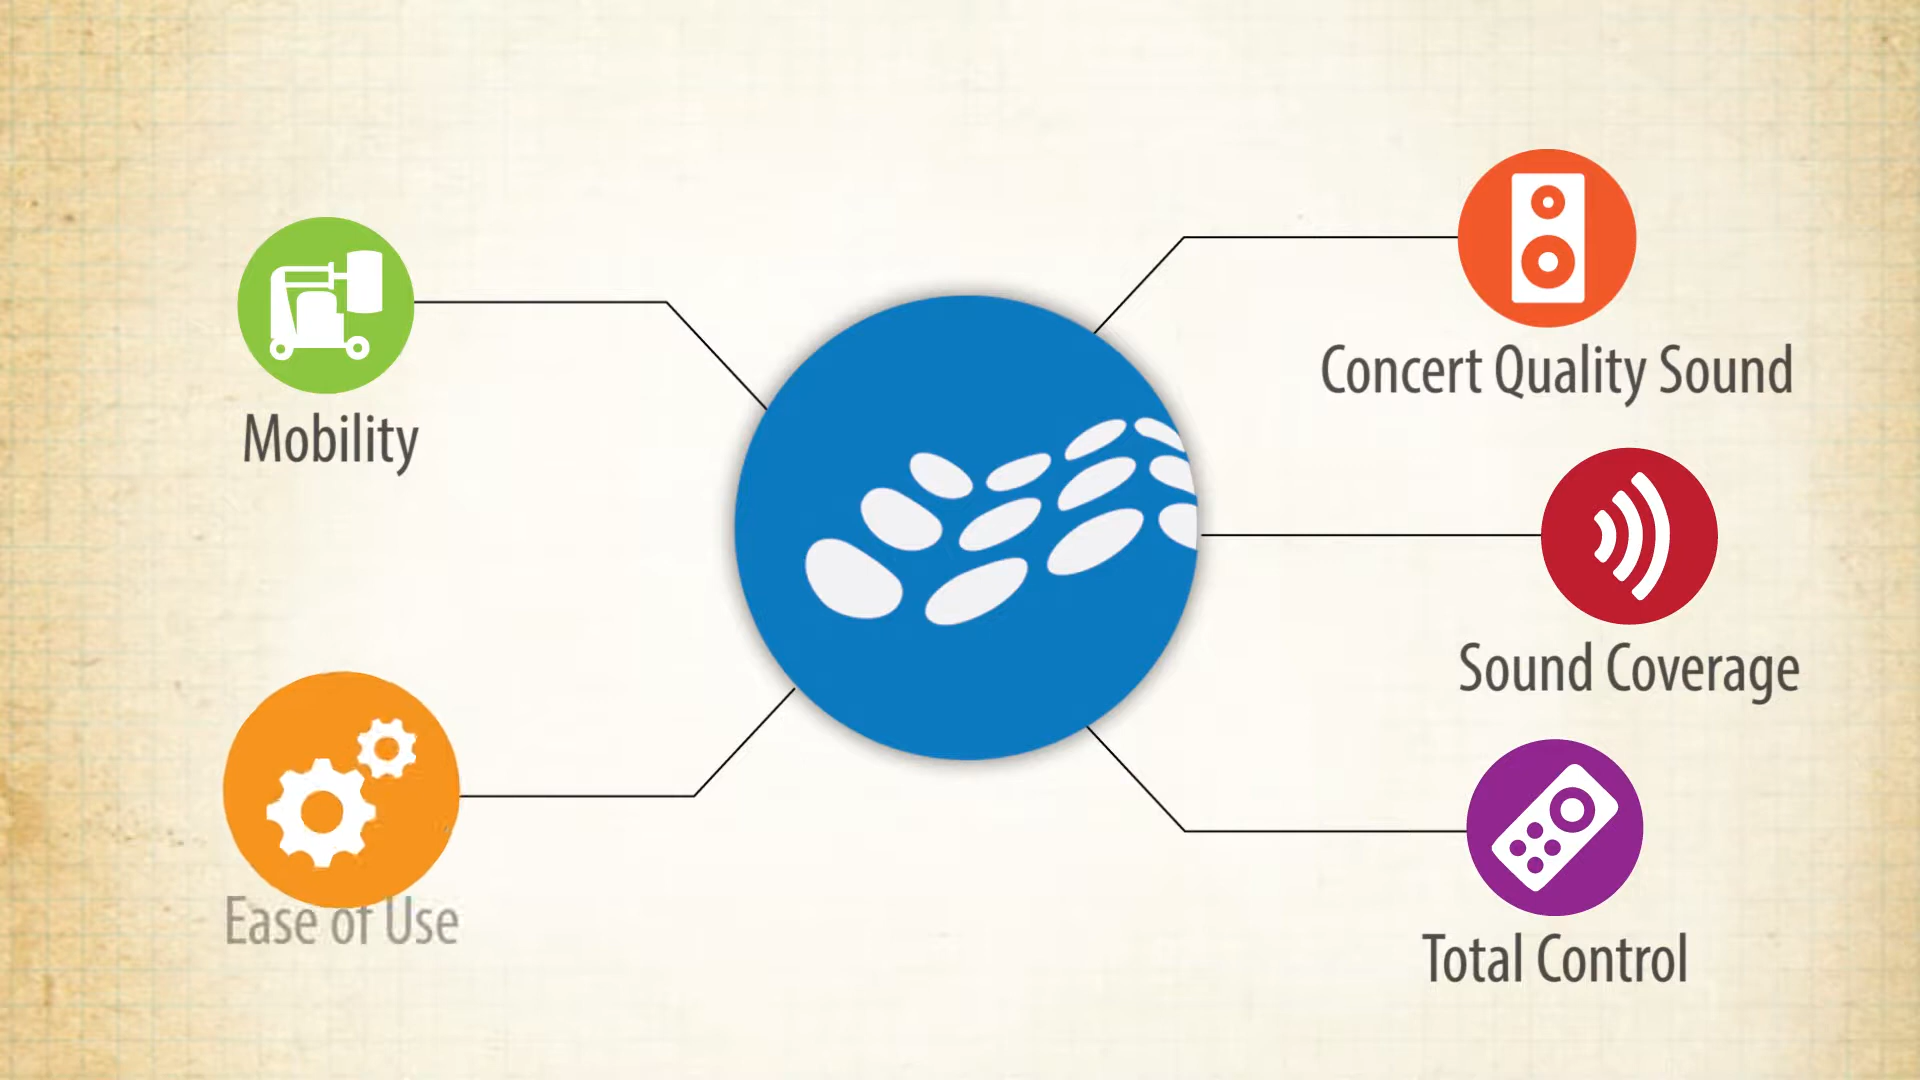 Mobility
Ease of Use
Concert Quality Sound
Sound Coverage
Total Control